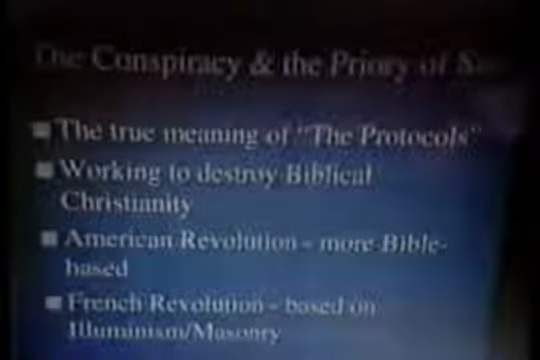 The Conspiracy & the Priory of
The true meaning of "The Protocols"
Working to destroy Biblical
Christianity
American Revolution - more Bible-
based
French Revolution - based on
Illuminism/Masonry